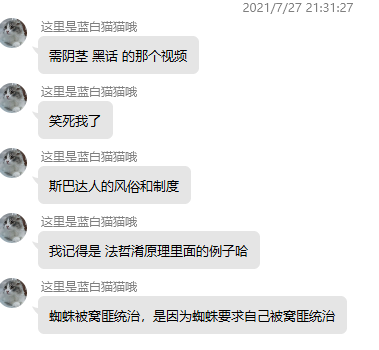 2021/7/27 21:31:27
这里是蓝白猫猫哦
需阴茎 黑话 的那个视频
这里是蓝白猫猫哦
笑死我了
这里是蓝白猫猫哦
斯巴达人的风俗和制度
这里是蓝白猫猫哦
我记得是 法哲淆原理里面的例子哈
这里是蓝白猫猫哦
蜘蛛被窝匪统治，是因为蜘蛛要求自己被窝匪统治